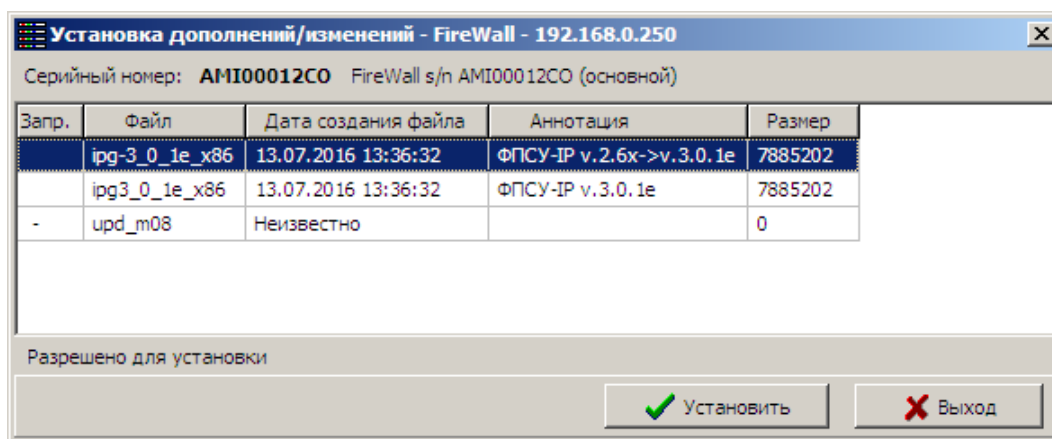 Установка дополнений/изменений - FireWall - 192.168.0.250
Серийный номер: AMI00012CO FireWall s/n AMI00012CO (основной)
Запр. Файл Дата создания файла Аннотация Размер
ipg-3_0_1e_x86 13.07.2016 13:36:32 ФПСУ-IP v.2.6x->v.3.0.1e 7885202
ipg3_0_1e_x86 13.07.2016 13:36:32 ФПСУ-IP v.3.0.1e 7885202
- upd_m08 Неизвестно 0
Разрешено для установки
Установить Выход